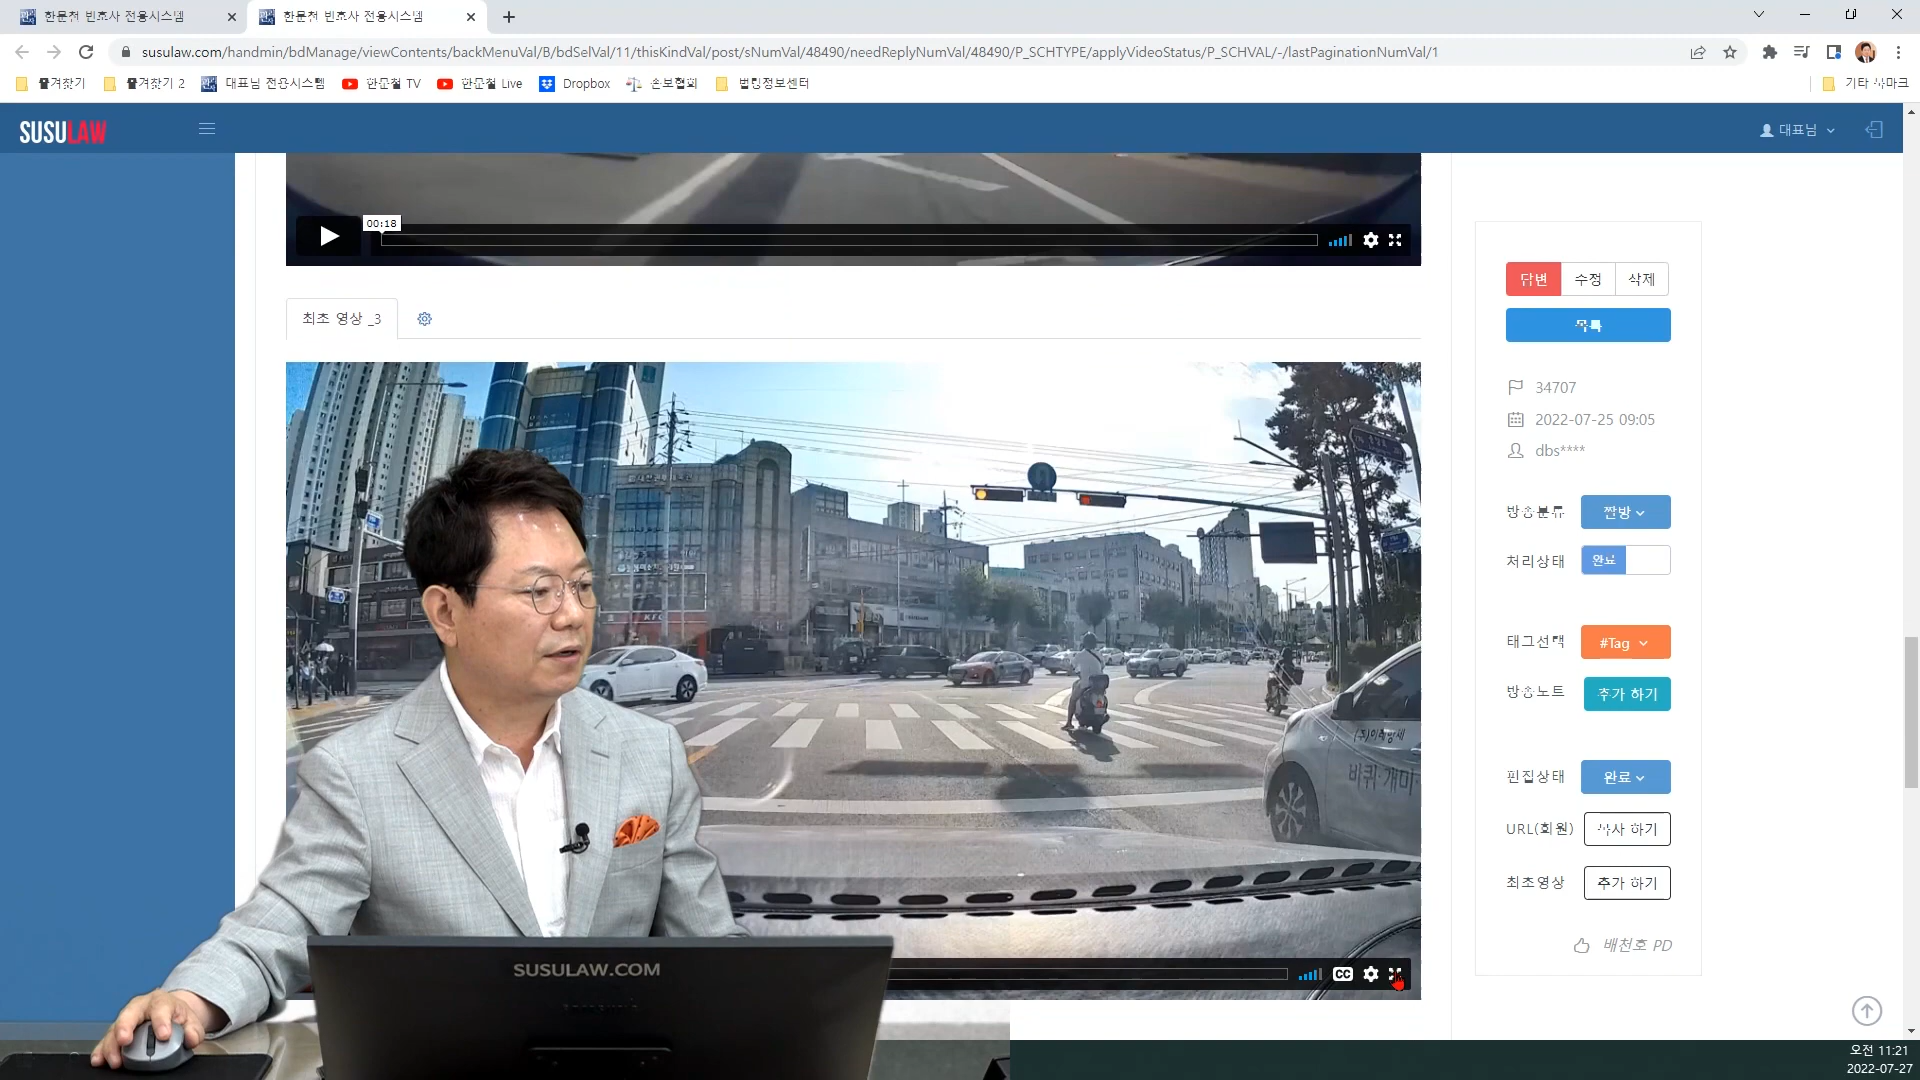 한문철 변호사 전용시스템
한문철 변호사 전용시스템
susulaw.com/handmin/bdManage/viewContents/backMenuVal/B/bdSelVal/11/thisKindVal/post/sNumVal/48490/needReplyNumVal/48490/P_SCHTYPE/applyVideoStatus/P_SCHVAL/-/lastPaginationNumVal/1
즐겨찾기
즐겨찾기 2
대표님 전용시스템
한문철 TV
한문철 Live
Dropbox
손보협회
법링정보센터
기타 북마크
SUSULAW
대표님
00:18
답변
수정
삭제
목록
최초 영상 _3
34707
2022-07-25 09:05
dbs****
방송분류
짤방
처리상태
완료
태그선택
#Tag
방송노트
추가 하기
편집상태
완료
URL(회원)
복사 하기
최초영상
추가 하기
배천호 PD
KFC
바퀴·개미
SUSULAW.COM
CC
오전 11:21
2022-07-27